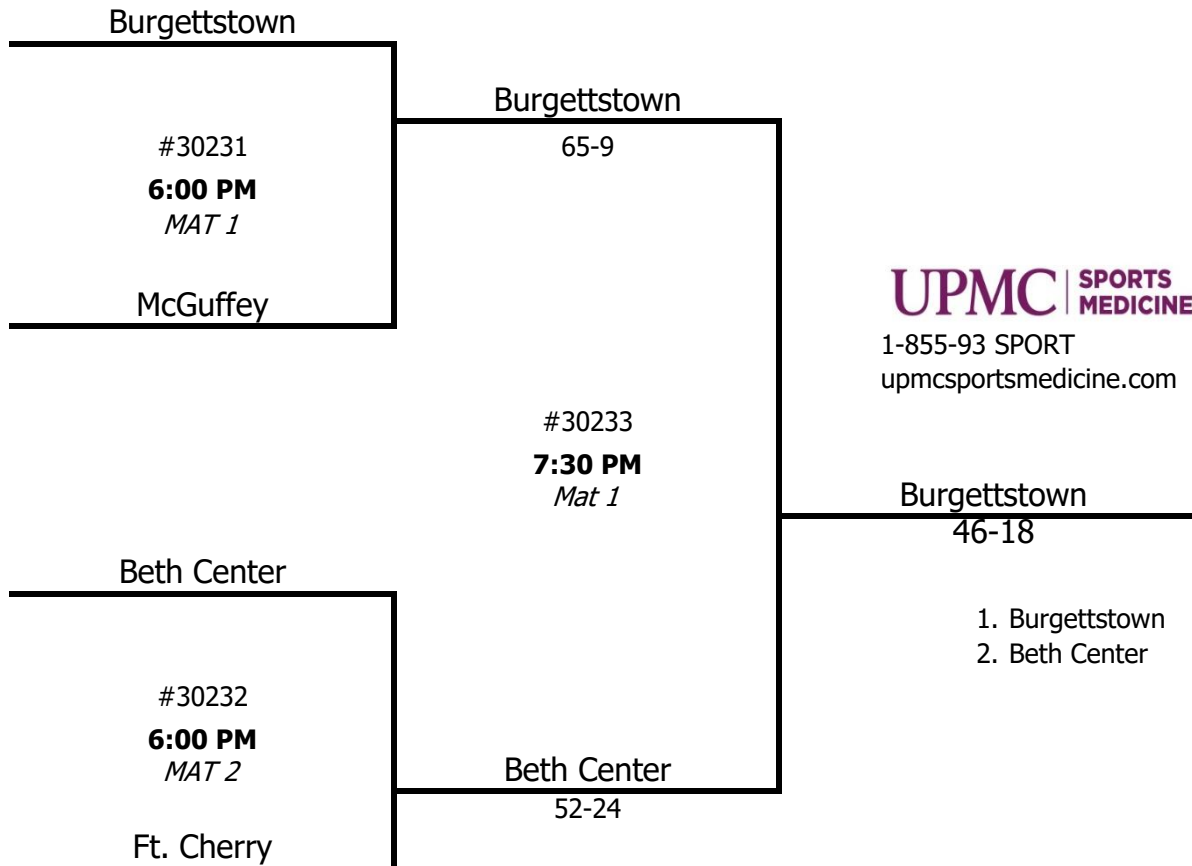 Burgettstown
#30231
6:00 PM
MAT 1
McGuffey
Burgettstown
65-9
UPMC SPORTS MEDICINE
1-855-93 SPORT
upmcsportsmedicine.com
#30233
7:30 PM
Mat 1
Burgettstown
46-18
1. Burgettstown
2. Beth Center
Beth Center
#30232
6:00 PM
MAT 2
Ft. Cherry
Beth Center
52-24